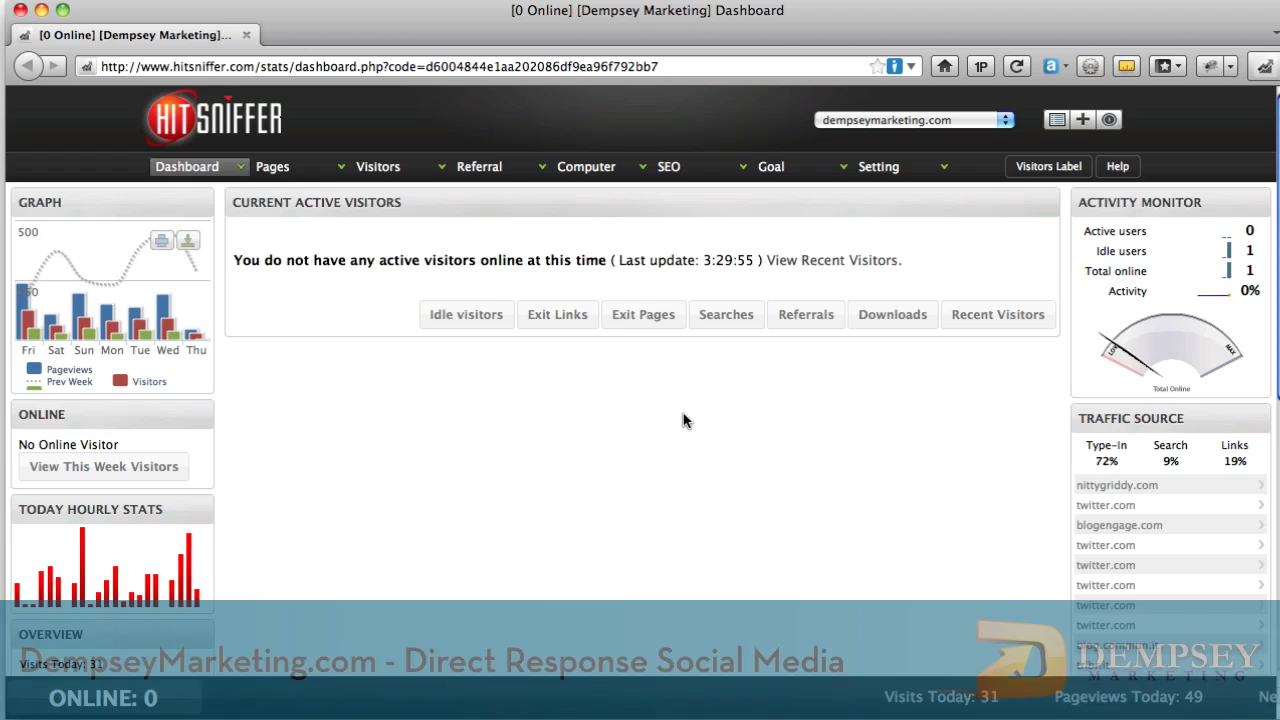 [0 Online] [Dempsey Marketing] Dashboard
[0 Online] [Dempsey Marketing]...
http://www.hitsniffer.com/stats/dashboard.php?code=d6004844e1aa202086df9ea96f792bb7
1P
a
HITSNIFFER
dempseymarketing.com
Dashboard
Pages
Visitors
Referral
Computer
SEO
Goal
Setting
Visitors Label
Help
GRAPH
500
Fri Sat Sun Mon Tue Wed Thu
Pageviews
Prev Week
Visitors
ONLINE
No Online Visitor
View This Week Visitors
TODAY HOURLY STATS
OVERVIEW
Visits Today: 31
CURRENT ACTIVE VISITORS
You do not have any active visitors online at this time ( Last update: 3:29:55 ) View Recent Visitors.
Idle visitors
Exit Links
Exit Pages
Searches
Referrals
Downloads
Recent Visitors
ACTIVITY MONITOR
Active users 0
Idle users 1
Total online 1
Activity 0%
LOW
MAX
Total Online
TRAFFIC SOURCE
Type-In Search Links
72% 9% 19%
nittygriddy.com
twitter.com
blogengage.com
twitter.com
twitter.com
twitter.com
twitter.com
twitter.com
blog.commun.it
DempseyMarketing.com - Direct Response Social Media
DEMPSEY
MARKETING
ONLINE: 0
Visits Today: 31
Pageviews Today: 49